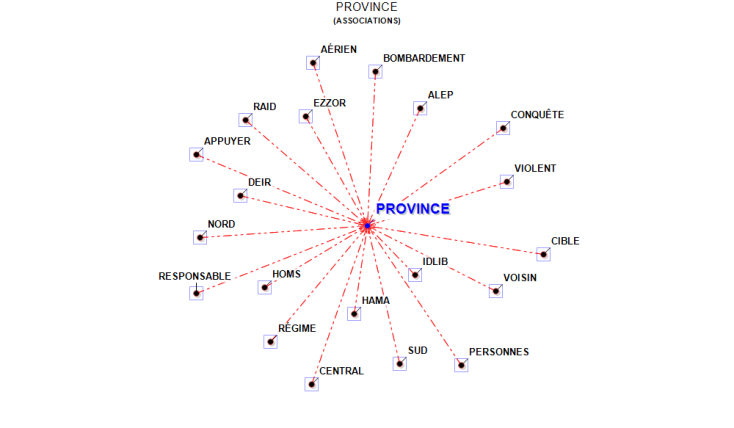 PROVINCE
(ASSOCIATIONS)
AÉRIEN
BOMBARDEMENT
ALEP
EZZOR
RAID
CONQUÊTE
APPUYER
VIOLENT
DEIR
PROVINCE
NORD
CIBLE
IDLIB
RESPONSABLE
HOMS
VOISIN
HAMA
RÉGIME
SUD
PERSONNES
CENTRAL